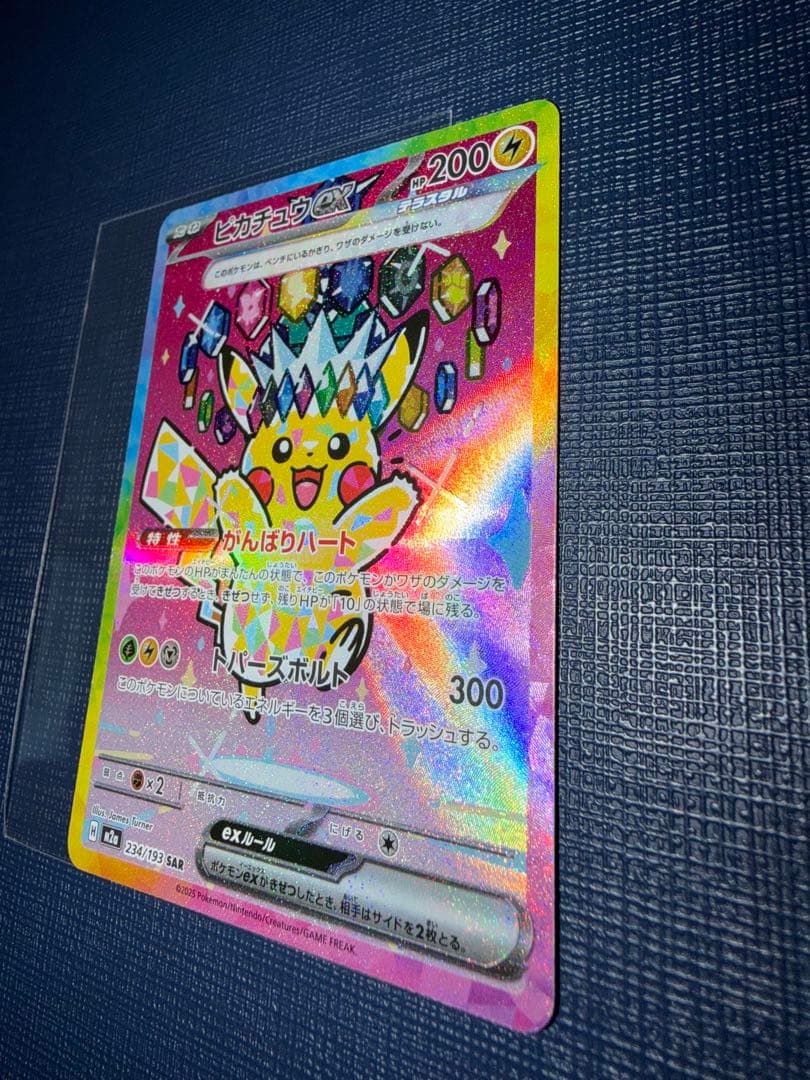 たね ピカチュウex HP200
テラスタル
このポケモンは、ベンチにいるかぎり、ワザのダメージを受けない。
特性 がんばりハート
このポケモンのHPがまんたんの状態で、このポケモンがワザのダメージを
受けてきぜつするとき、きぜつせず、残りHPが「10」の状態で場に残る。
トパーズボルト 300
このポケモンについているエネルギーを3個選び、トラッシュする。
弱点 ×2 抵抗力
にげる
Illus. James Turner
H m2a 234/193 SAR
exルール
ポケモンexがきぜつしたとき、相手はサイドを2枚とる。
©2025 Pokémon/Nintendo/Creatures/GAME FREAK.